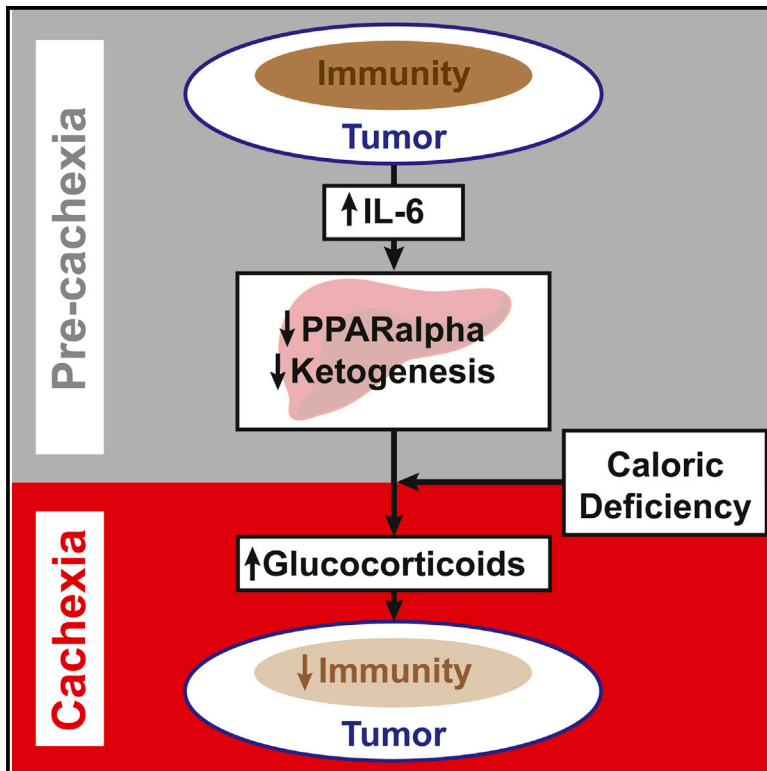 Pre-cachexia
Immunity
Tumor
↑IL-6
↓PPARalpha
↓Ketogenesis
Caloric
Deficiency
Cachexia
↑Glucocorticoids
↓Immunity
Tumor